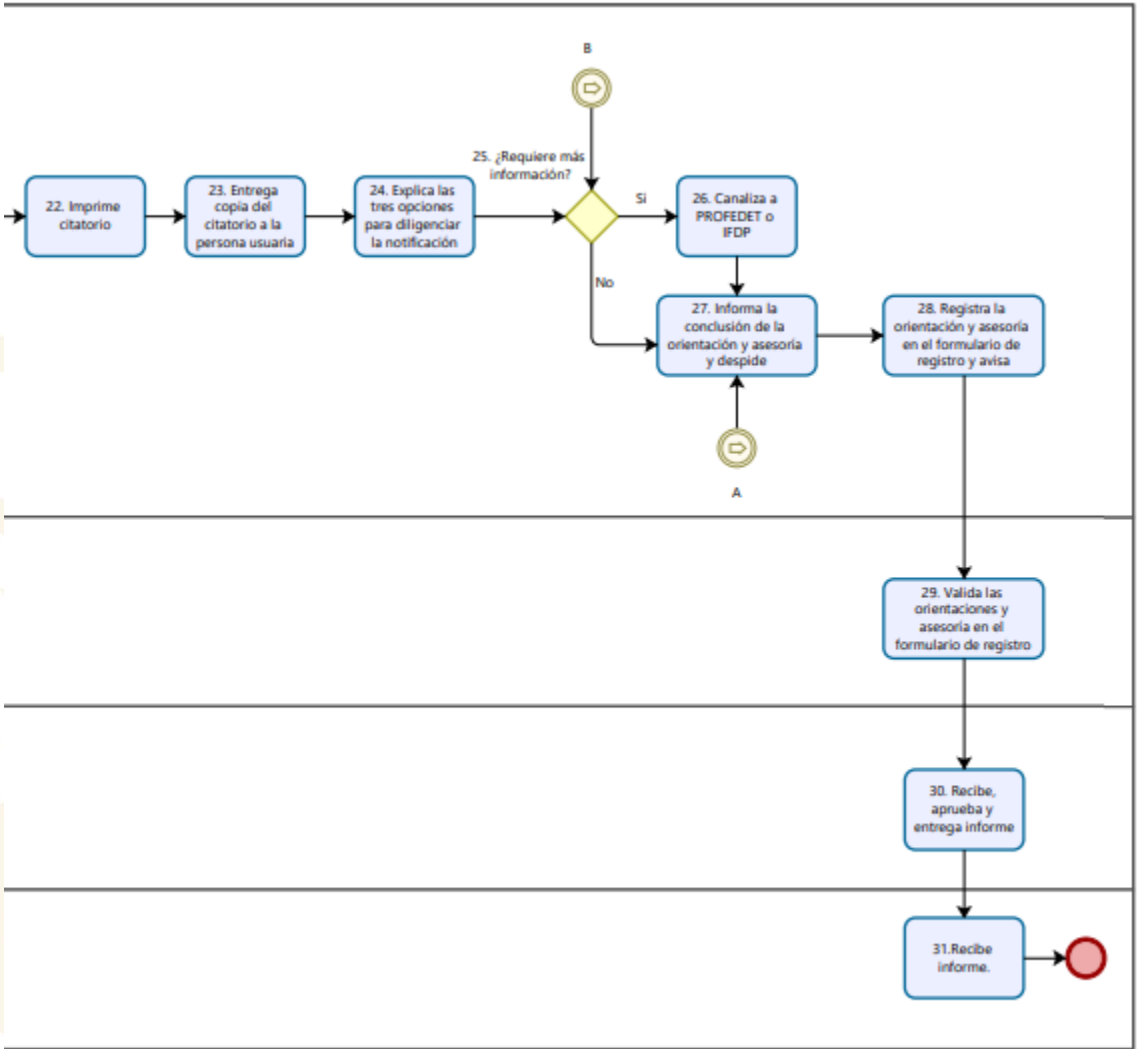 B
25. ¿Requiere más
información?
22. Imprime
citatorio
23. Entrega
copia del
citatorio a la
persona usuaria
24. Explica las
tres opciones
para diligenciar
la notificación
Si
26. Canaliza a
PROFEDET o
IFDP
No
27. Informa la
conclusión de la
orientación y asesoría
y despide
28. Registra la
orientación y asesoría
en el formulario de
registro y avisa
A
29. Valida las
orientaciones y
asesoría en el
formulario de registro
30. Recibe,
aprueba y
entrega informe
31.Recibe
informe.